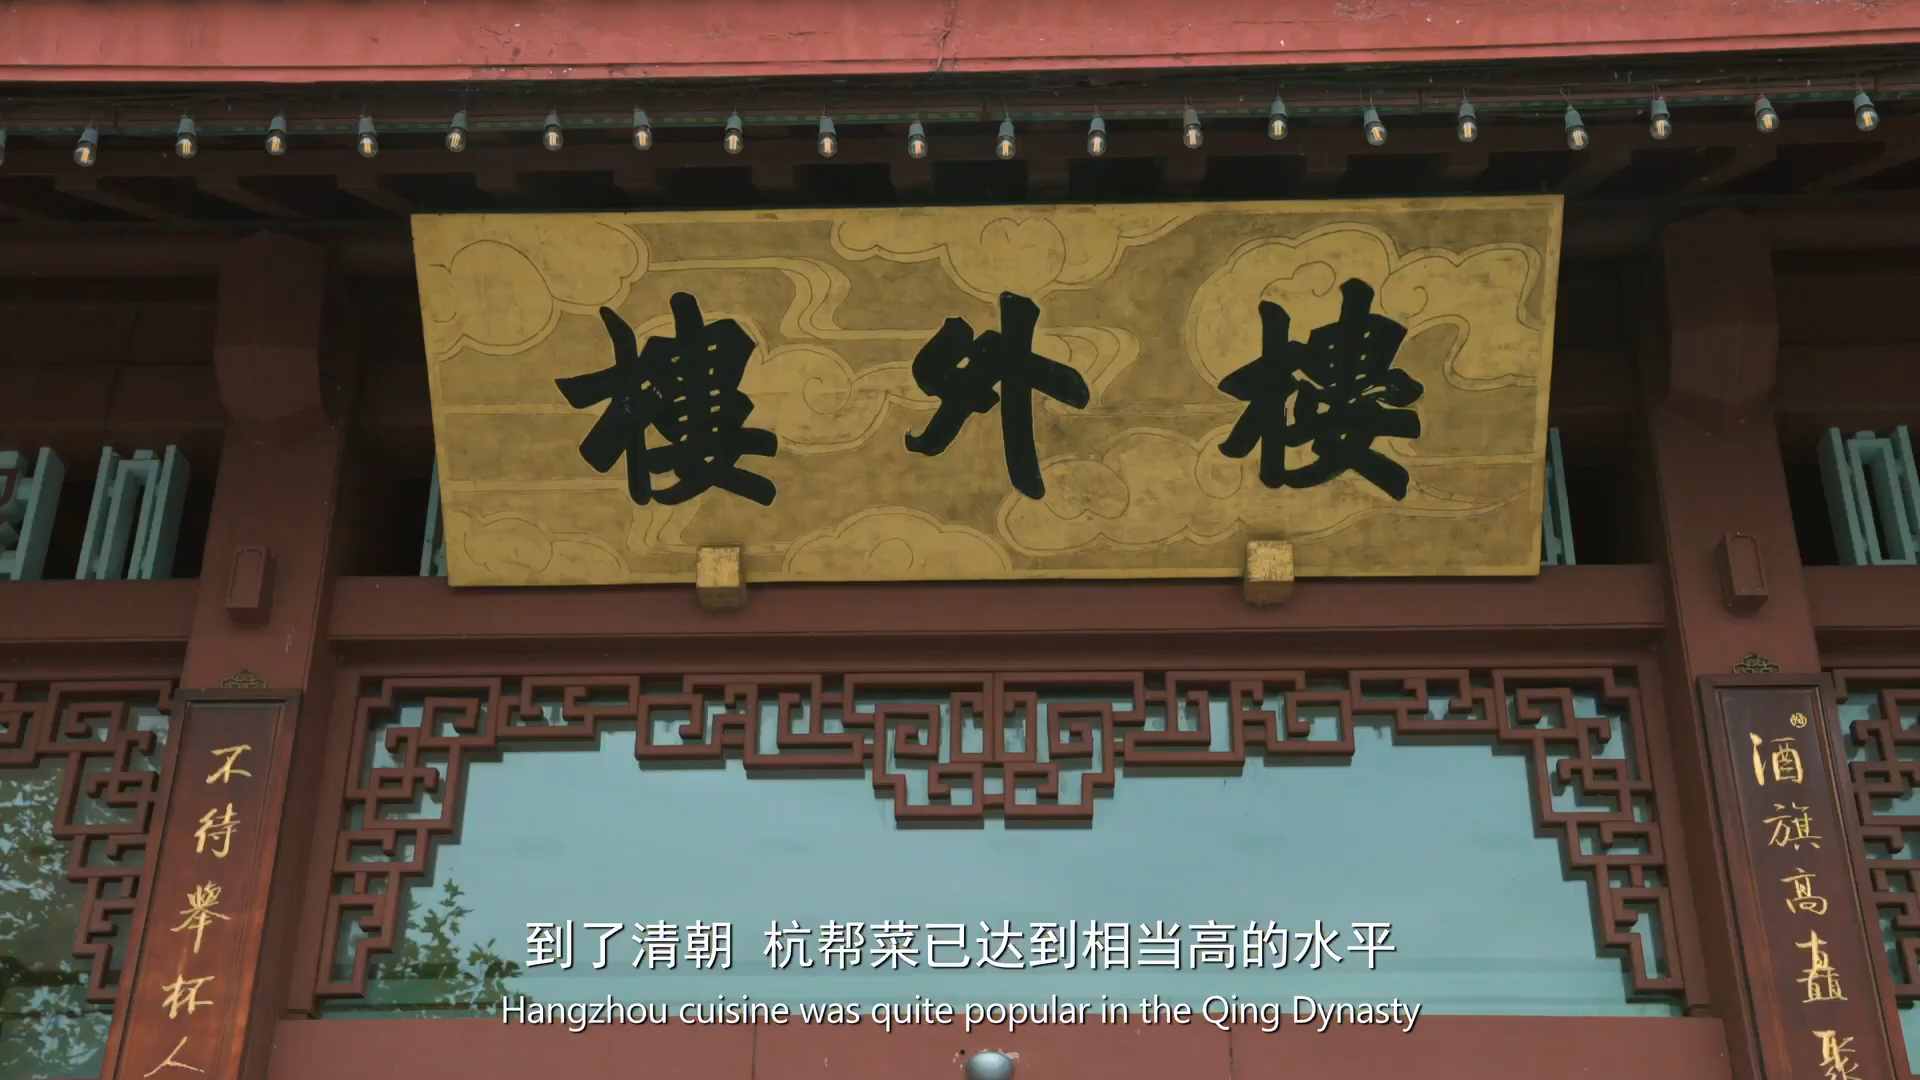 樓外樓
酒旗高矗聚
不待舉杯人
到了清朝 杭帮菜已达到相当高的水平
Hangzhou cuisine was quite popular in the Qing Dynasty